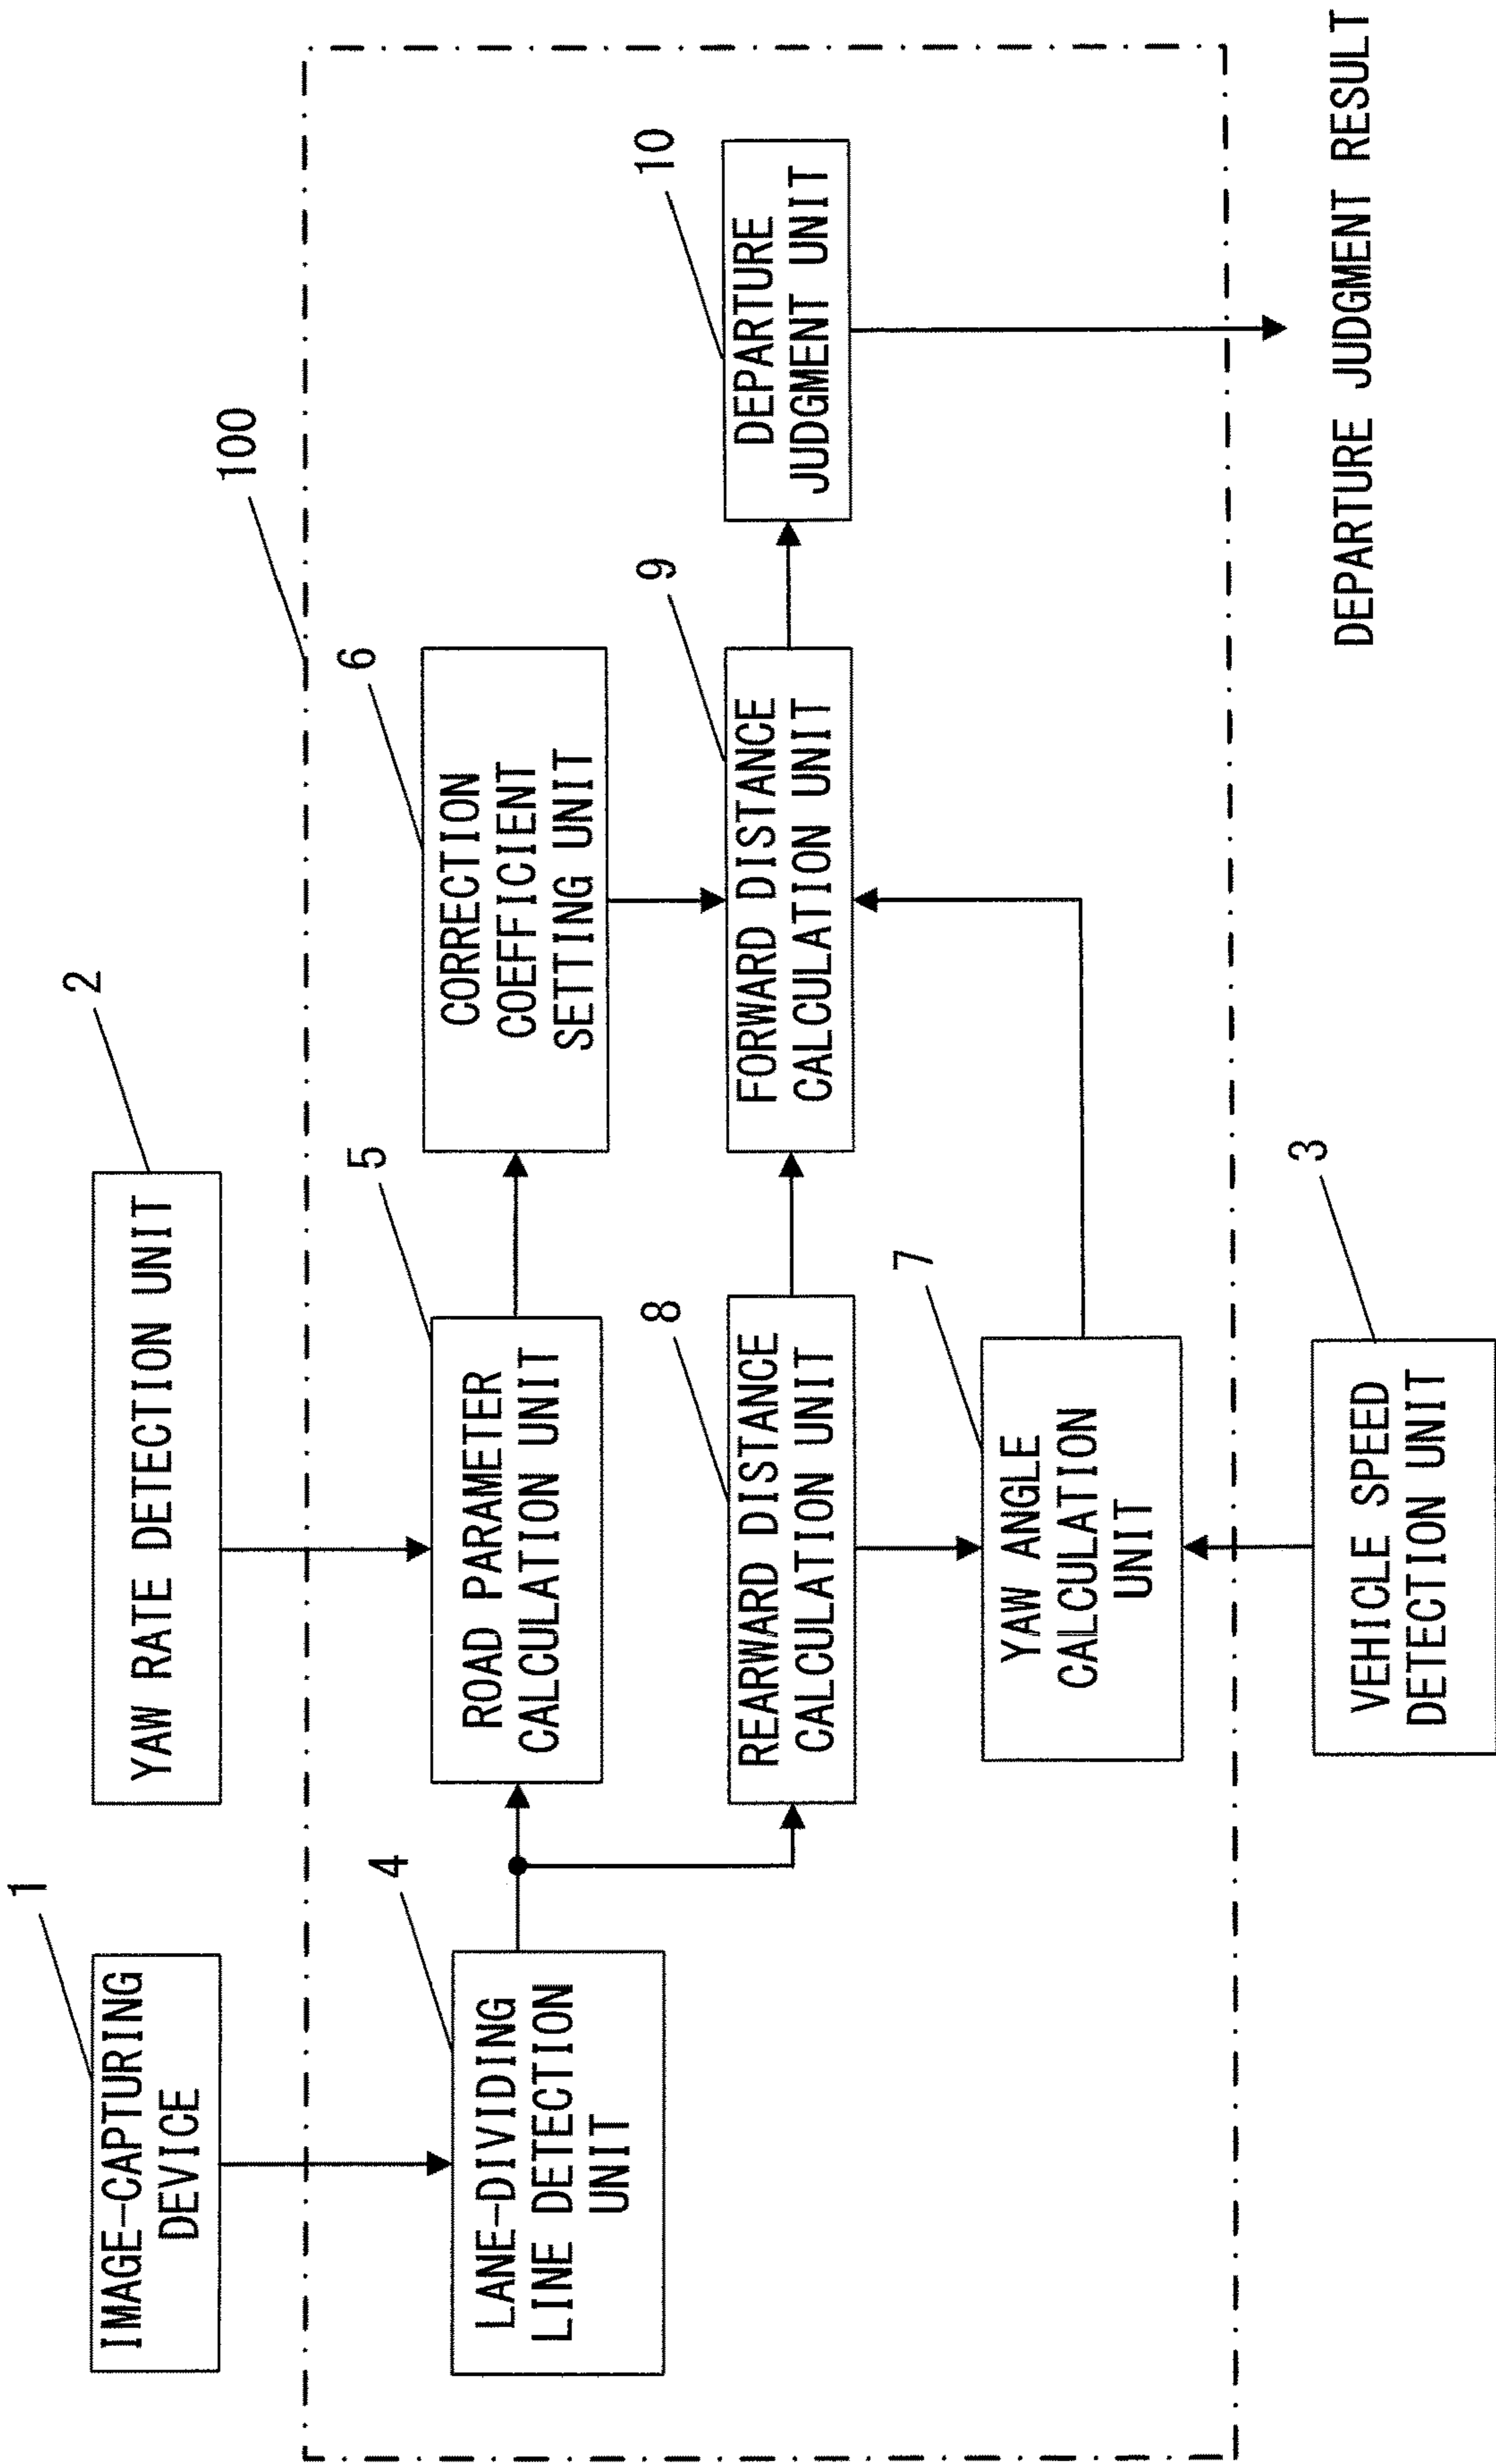 1
IMAGE-CAPTURING
DEVICE
2
YAW RATE DETECTION UNIT
100
4
LANE-DIVIDING
LINE DETECTION
UNIT
5
ROAD PARAMETER
CALCULATION UNIT
6
CORRECTION
COEFFICIENT
SETTING UNIT
8
REARWARD DISTANCE
CALCULATION UNIT
9
FORWARD DISTANCE
CALCULATION UNIT
10
DEPARTURE
JUDGMENT UNIT
7
YAW ANGLE
CALCULATION
UNIT
3
VEHICLE SPEED
DETECTION UNIT
DEPARTURE JUDGMENT RESULT